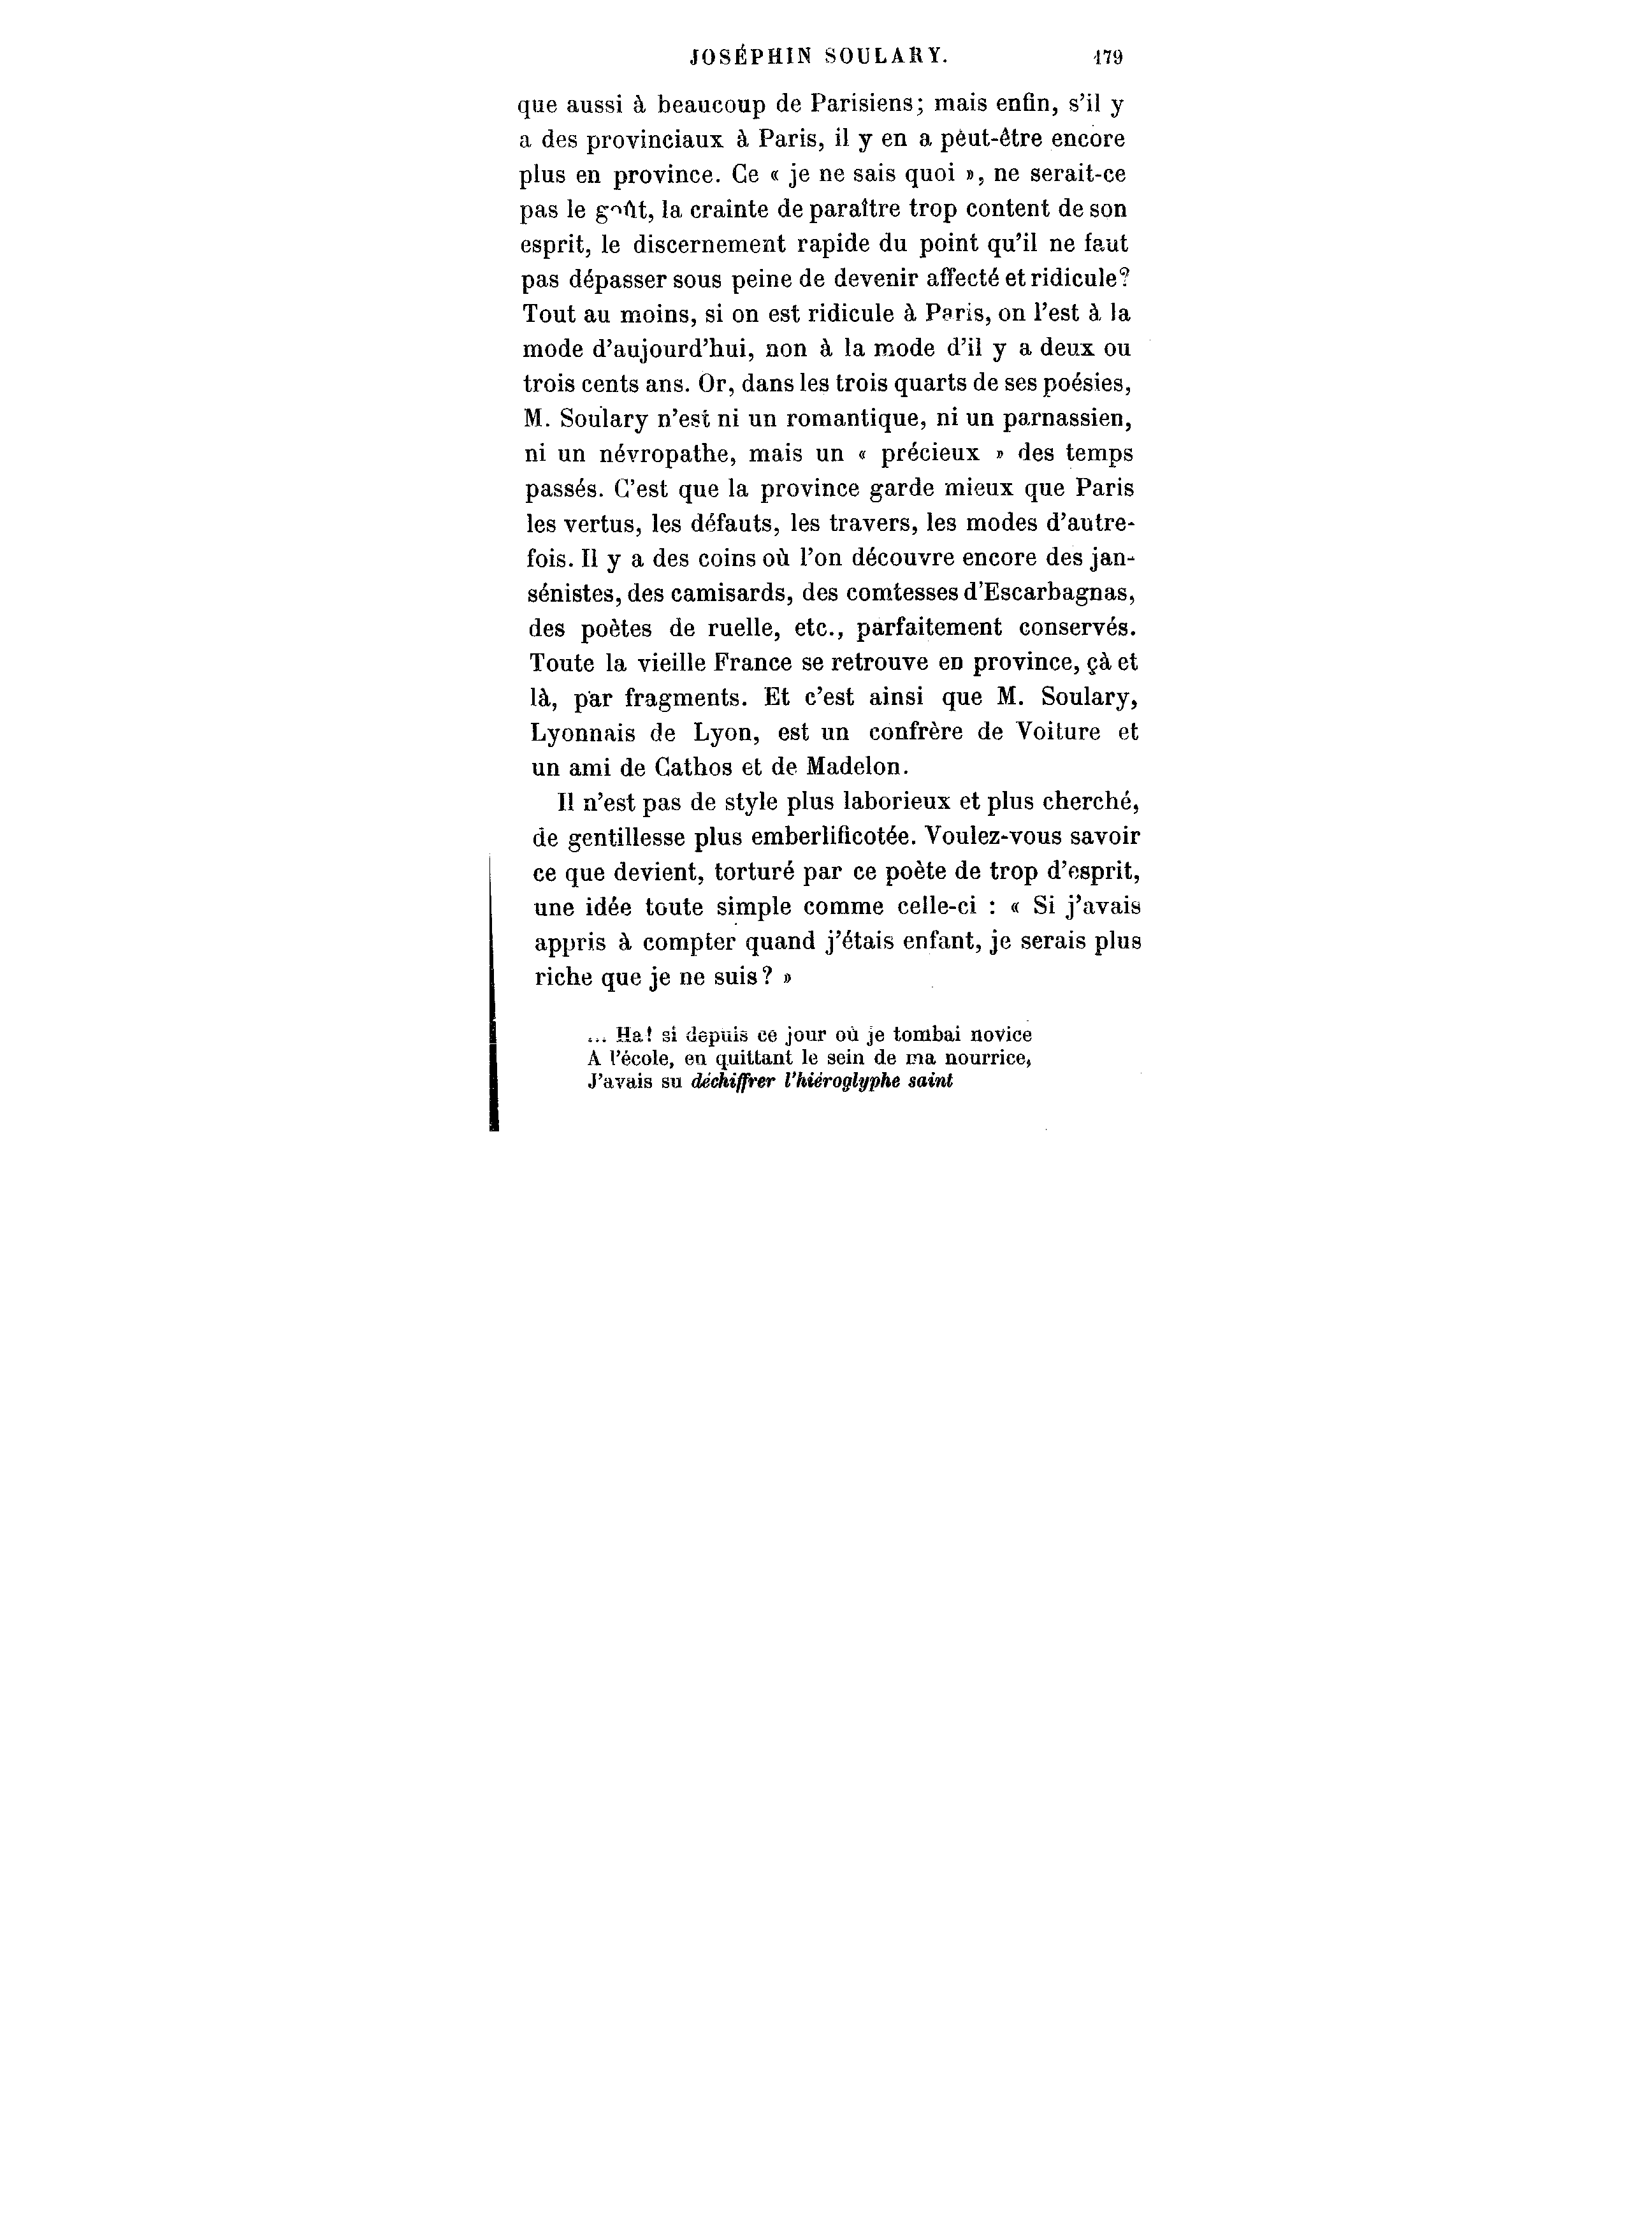 JOSÉPHIN SOULARY. 179
que aussi à beaucoup de Parisiens; mais enfin, s'il y
a des provinciaux à Paris, il y en a peut-être encore
plus en province. Ce « je ne sais quoi », ne serait-ce
pas le goût, la crainte de paraître trop content de son
esprit, le discernement rapide du point qu'il ne faut
pas dépasser sous peine de devenir affecté et ridicule?
Tout au moins, si on est ridicule à Paris, on l'est à la
mode d'aujourd'hui, non à la mode d'il y a deux ou
trois cents ans. Or, dans les trois quarts de ses poésies,
M. Soulary n'est ni un romantique, ni un parnassien,
ni un névropathe, mais un « précieux » des temps
passés. C'est que la province garde mieux que Paris
les vertus, les défauts, les travers, les modes d'autre-
fois. Il y a des coins où l'on découvre encore des jan-
sénistes, des camisards, des comtesses d'Escarbagnas,
des poètes de ruelle, etc., parfaitement conservés.
Toute la vieille France se retrouve en province, çà et
là, par fragments. Et c'est ainsi que M. Soulary,
Lyonnais de Lyon, est un confrère de Voiture et
un ami de Cathos et de Madelon.
Il n'est pas de style plus laborieux et plus cherché,
de gentillesse plus emberlificotée. Voulez-vous savoir
ce que devient, torturé par ce poète de trop d'esprit,
une idée toute simple comme celle-ci : « Si j'avais
appris à compter quand j'étais enfant, je serais plus
riche que je ne suis? »
... Ha! si depuis ce jour où je tombai novice
A l'école, en quittant le sein de ma nourrice,
J'avais su déchiffrer l'hiéroglyphe saint